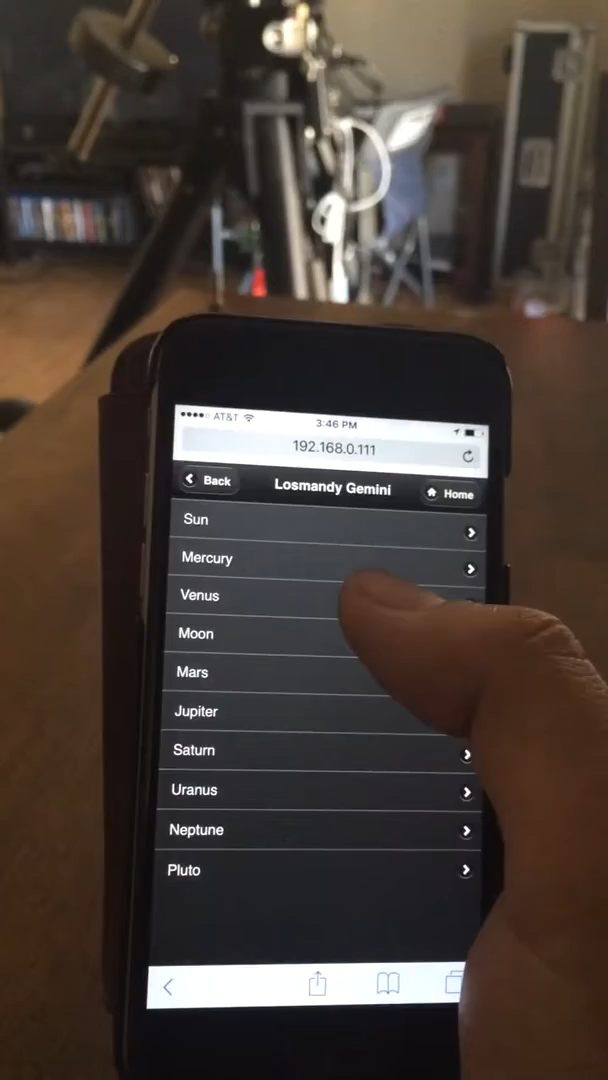 AT&T
3:46 PM
192.168.0.111
Back
Losmandy Gemini
Home
Sun
Mercury
Venus
Moon
Mars
Jupiter
Saturn
Uranus
Neptune
Pluto